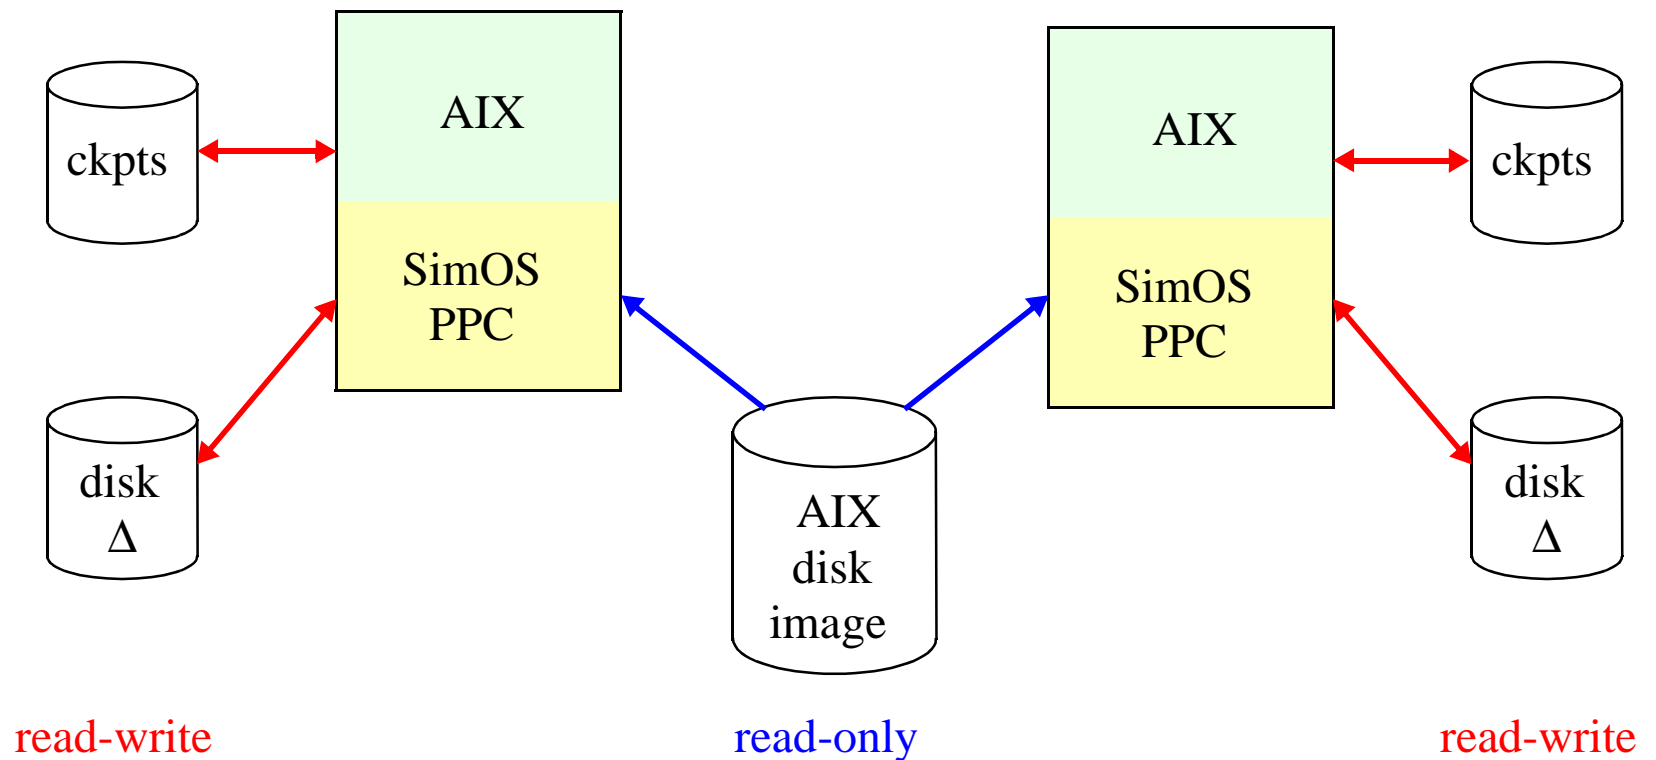 ckpts
AIX
SimOS
PPC
disk
Δ
AIX
disk
image
AIX
SimOS
PPC
ckpts
disk
Δ
read-write
read-only
read-write